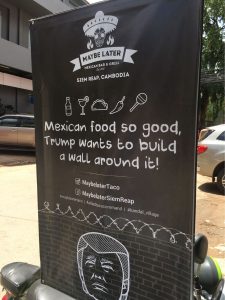 MAYBE LATER
MEXICAN BAR & GRILL
SIEM REAP, CAMBODIA
Mexican food so good,
Trump wants to build
a wall around it!
MaybelaterTaco
MaybelaterSiemReap